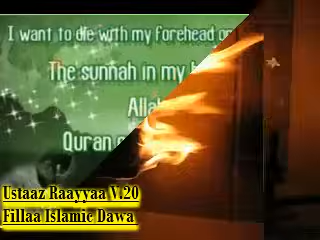 I want to die with my forehead on
The sunnah in my
Allah
Quran
Ustaaz Raayyaa V.20
Fillaa Islamic Dawa